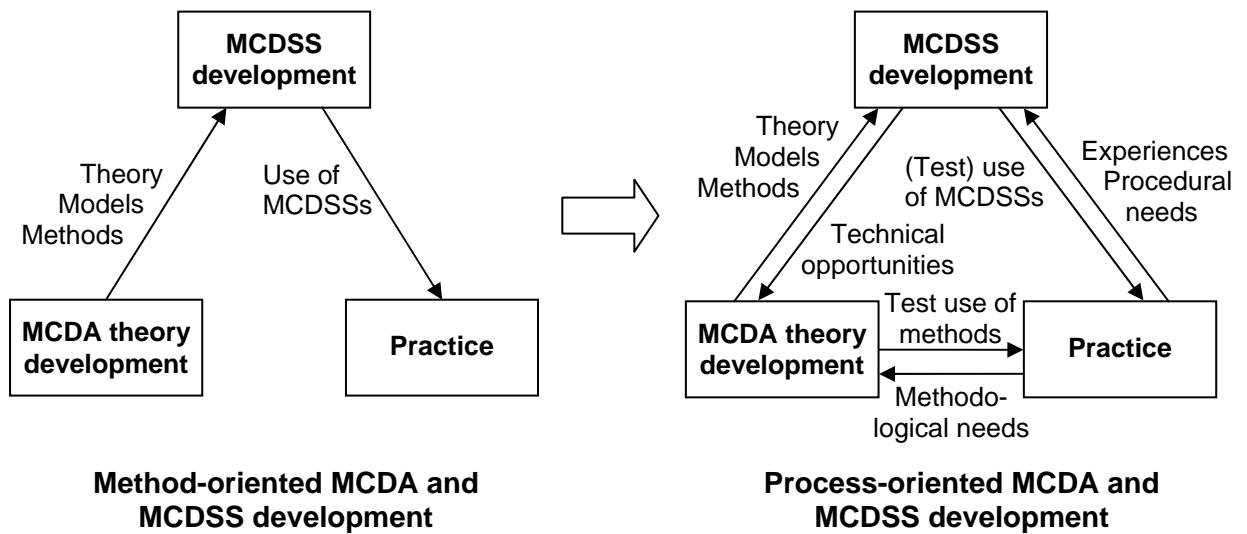 MCDSS
development
Theory
Models
Methods
Use of
MCDSSs
MCDA theory
development
Practice
Method-oriented MCDA and
MCDSS development
MCDSS
development
Theory
Models
Methods
(Test) use
of MCDSSs
Experiences
Procedural
needs
Technical
opportunities
MCDA theory
development
Test use of
methods
Practice
Methodo-
logical needs
Process-oriented MCDA and
MCDSS development